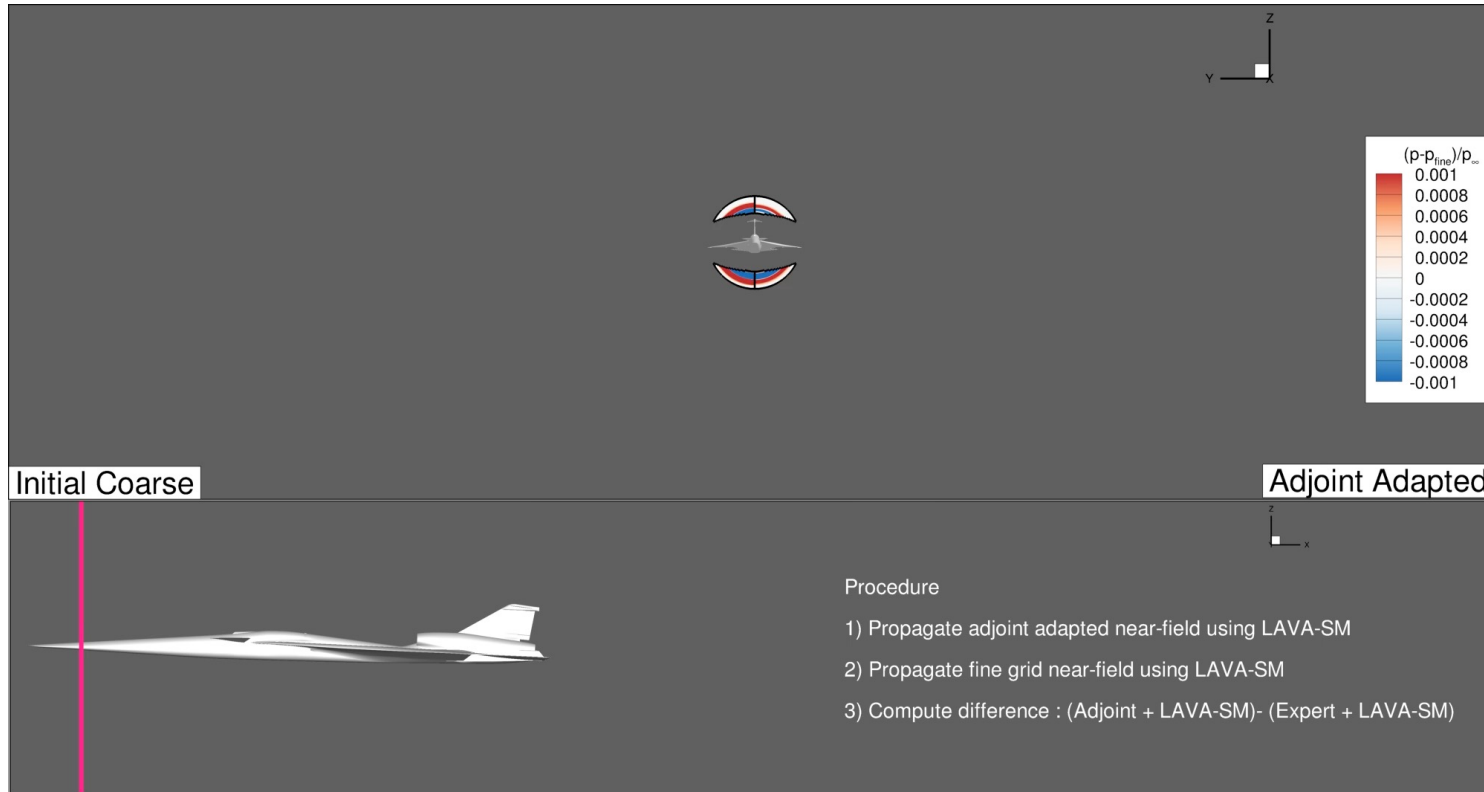 Z
Y
X
(p-p_fine)/p_∞
0.001
0.0008
0.0006
0.0004
0.0002
0
-0.0002
-0.0004
-0.0006
-0.0008
-0.001
Initial Coarse
Adjoint Adapted
z
x
Procedure
1) Propagate adjoint adapted near-field using LAVA-SM
2) Propagate fine grid near-field using LAVA-SM
3) Compute difference : (Adjoint + LAVA-SM)- (Expert + LAVA-SM)